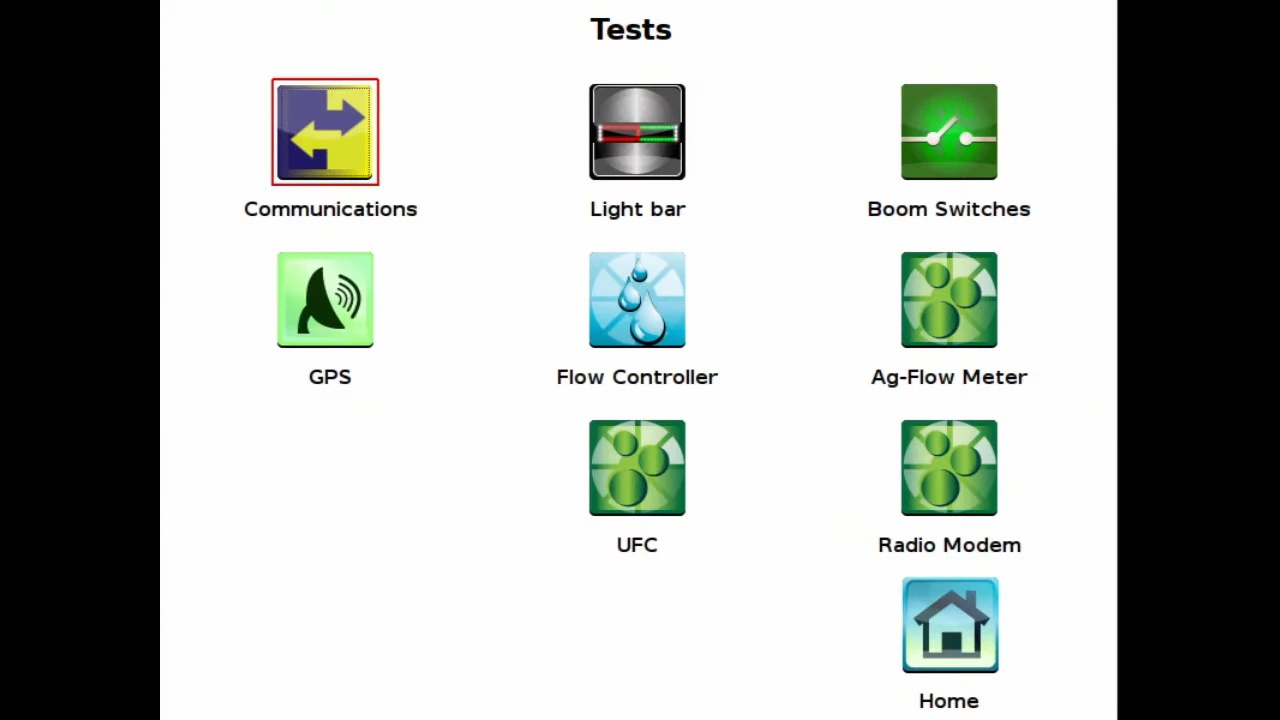 Tests
Communications
Light bar
Boom Switches
GPS
Flow Controller
Ag-Flow Meter
UFC
Radio Modem
Home